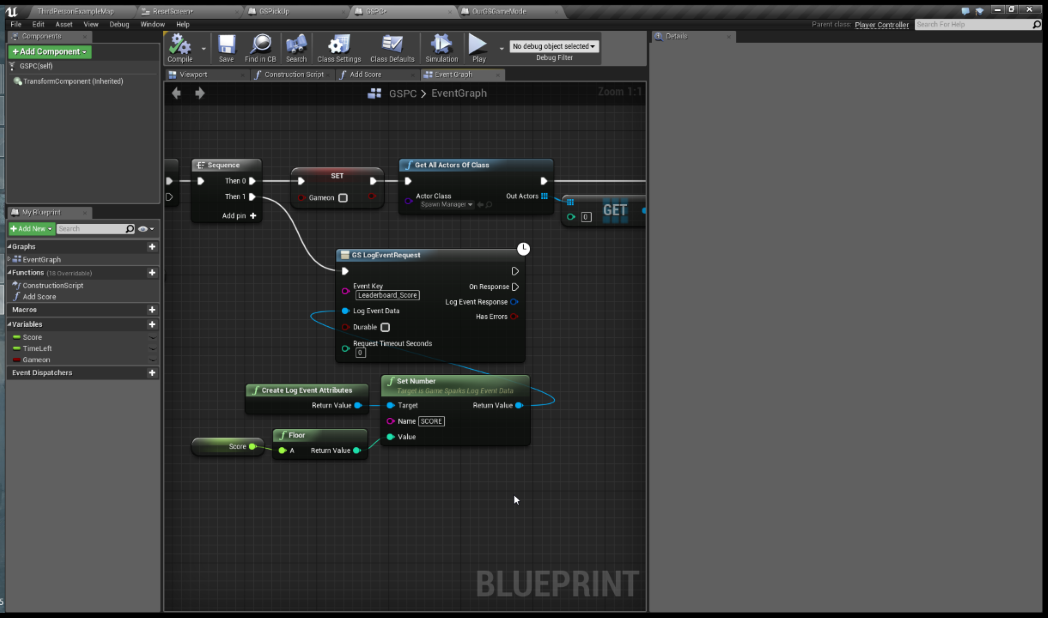 ThirdPersonExampleMap
ResetScreen*
GSPickUp
GSPC*
OurGSGameMode
File Edit Asset View Debug Window Help
Parent class: Player Controller
Search For Help
Components
Details
+Add Component
Compile
Save
Find in CB
Search
Class Settings
Class Defaults
Simulation
Play
No debug object selected
Debug Filter
GSPC(self)
TransformComponent (Inherited)
Viewport
Construction Script
Add Score
EventGraph
GSPC > EventGraph
Zoom 1:1
Sequence
Then 0
Then 1
Add pin +
SET
Gameon
Get All Actors Of Class
Actor Class
Spawn Manager
Out Actors
0
GET
My Blueprint
+Add New
Search
Graphs
EventGraph
Functions (18 Overridable)
ConstructionScript
Add Score
Macros
Variables
Score
TimeLeft
Gameon
Event Dispatchers
GS LogEventRequest
Event Key
Leaderboard_Score
On Response
Log Event Data
Log Event Response
Durable
Has Errors
Request Timeout Seconds
0
Create Log Event Attributes
Return Value
Set Number
Target is Game Sparks Log Event Data
Target
Return Value
Name SCORE
Value
Floor
Score
A
Return Value
BLUEPRINT